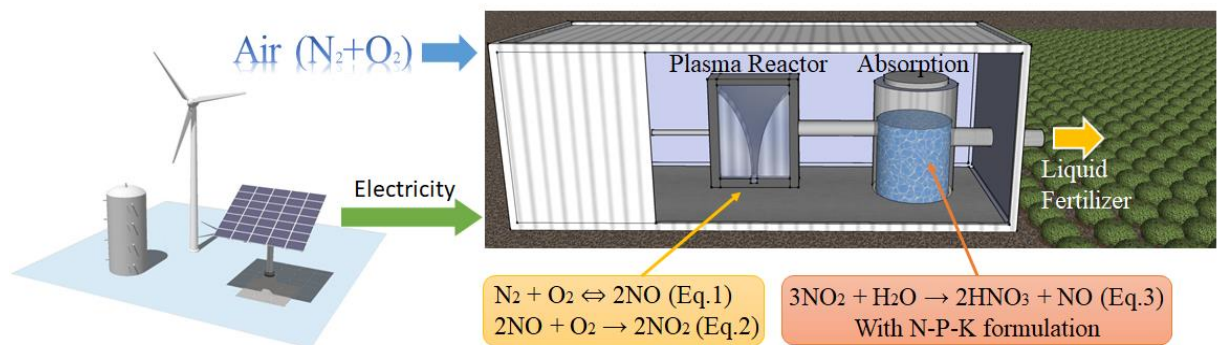 Air (N₂+O₂)
Plasma Reactor
Absorption
Electricity
Liquid
Fertilizer
N₂ + O₂ ⇔ 2NO (Eq.1)
2NO + O₂ → 2NO₂ (Eq.2)
3NO₂ + H₂O → 2HNO₃ + NO (Eq.3)
With N-P-K formulation